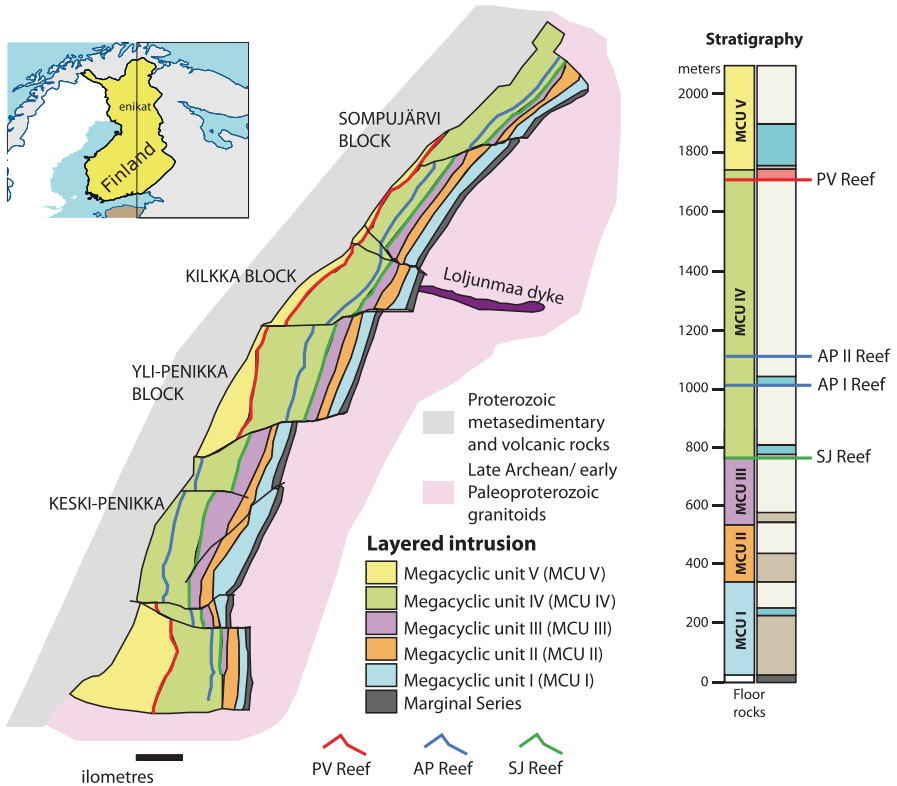 enikat
Finland
SOMPUJÄRVI
BLOCK
KILKKA BLOCK
Loljunmaa dyke
YLI-PENIKKA
BLOCK
KESKI-PENIKKA
Proterozoic
metasedimentary
and volcanic rocks
Late Archean/ early
Paleoproterozoic
granitoids
Layered intrusion
Megacyclic unit V (MCU V)
Megacyclic unit IV (MCU IV)
Megacyclic unit III (MCU III)
Megacyclic unit II (MCU II)
Megacyclic unit I (MCU I)
Marginal Series
PV Reef
AP Reef
SJ Reef
ilometres
Stratigraphy
meters
2000
1800
1600
1400
1200
1000
800
600
400
200
0
MCU V
MCU IV
MCU III
MCU II
MCU I
PV Reef
AP II Reef
AP I Reef
SJ Reef
Floor
rocks